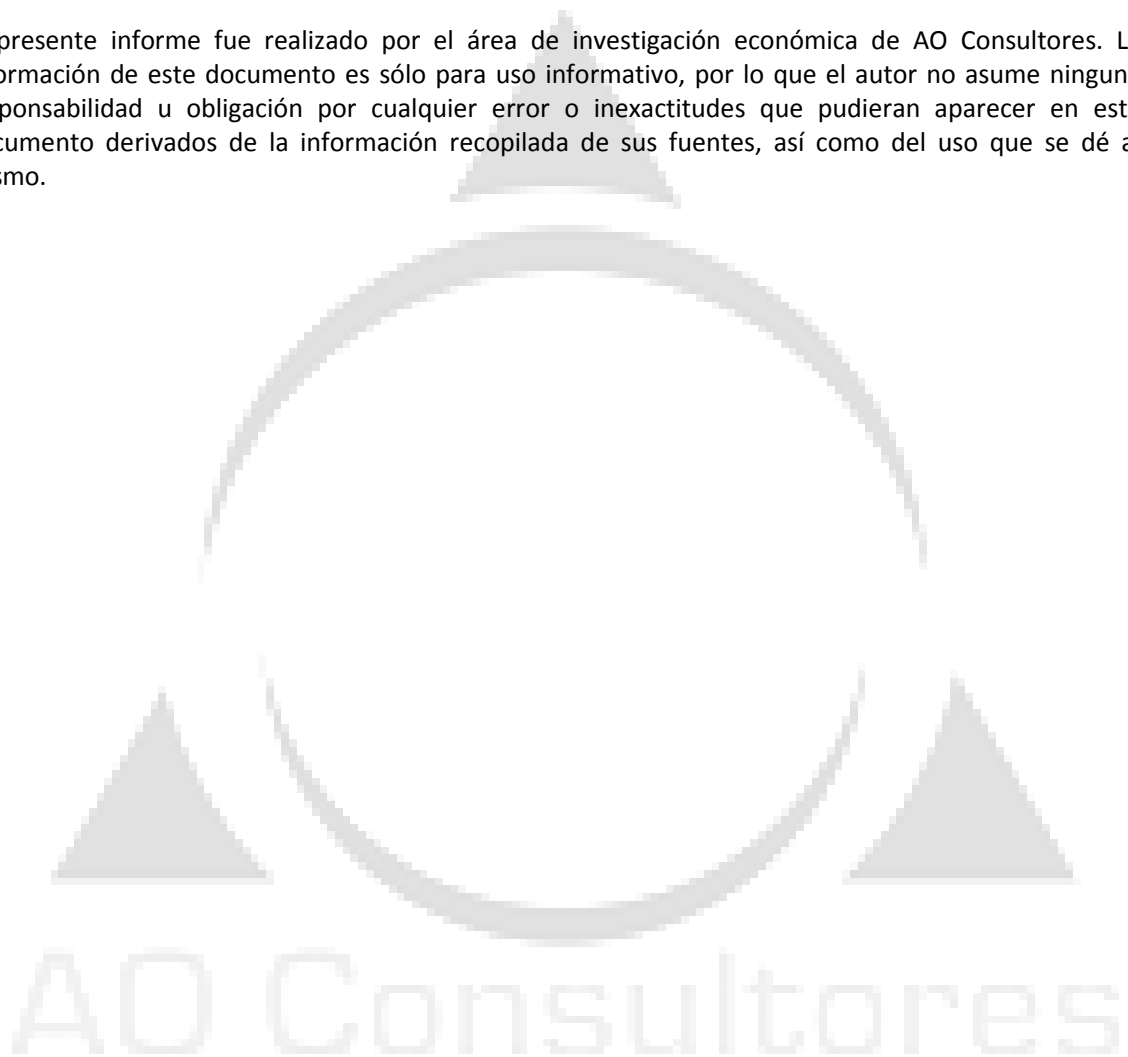 presente informe fue realizado por el área de investigación económica de AO Consultores. L
ormación de este documento es sólo para uso informativo, por lo que el autor no asume ningun
ponsabilidad u obligación por cualquier error o inexactitudes que pudieran aparecer en est
cumento derivados de la información recopilada de sus fuentes, así como del uso que se dé a
smo.
AO Consultores